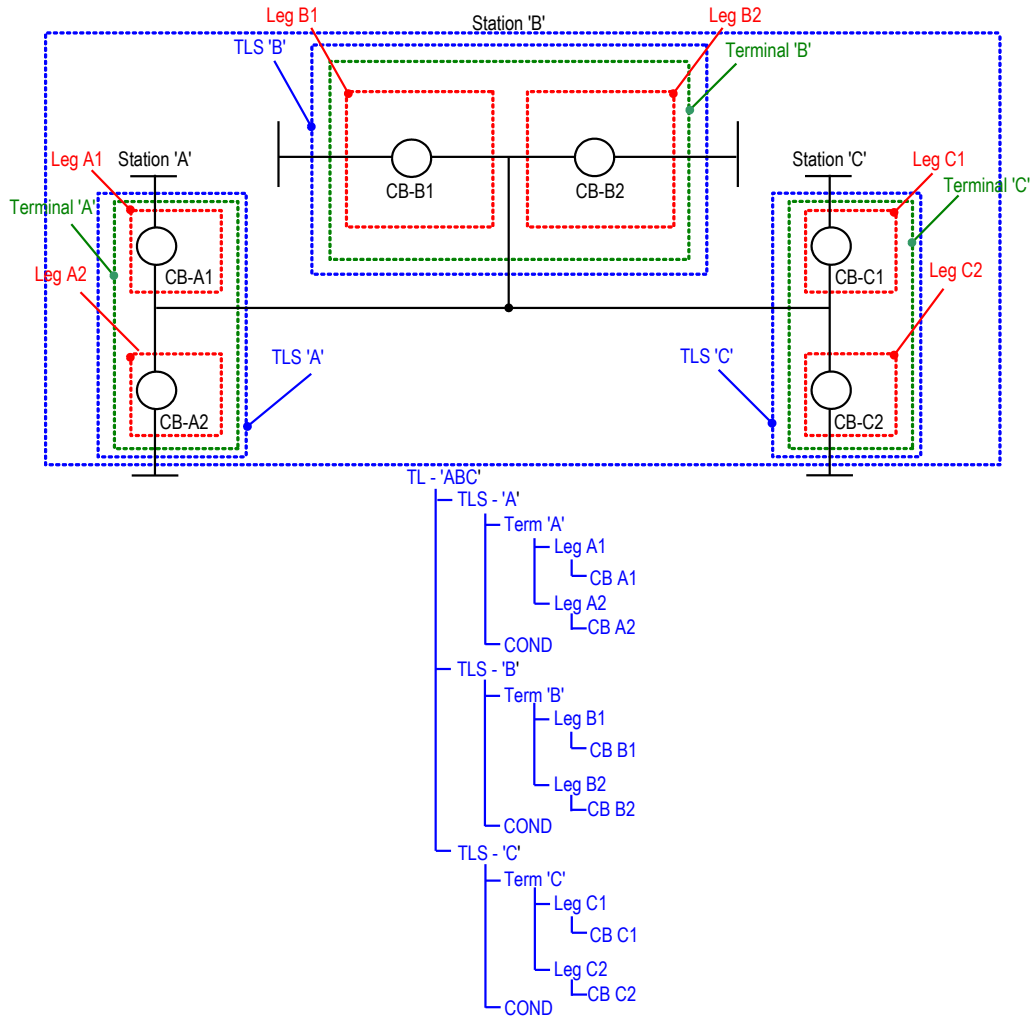 Leg B1
Station 'B'
Leg B2
TLS 'B'
Terminal 'B'
Leg A1
Station 'A'
CB-B1
CB-B2
Station 'C'
Leg C1
Terminal 'A'
Terminal 'C'
Leg A2
CB-A1
CB-C1
Leg C2
TLS 'A'
TLS 'C'
CB-A2
CB-C2
TL - 'ABC'
TLS - 'A'
Term 'A'
Leg A1
CB A1
Leg A2
CB A2
COND
TLS - 'B'
Term 'B'
Leg B1
CB B1
Leg B2
CB B2
COND
TLS - 'C'
Term 'C'
Leg C1
CB C1
Leg C2
CB C2
COND